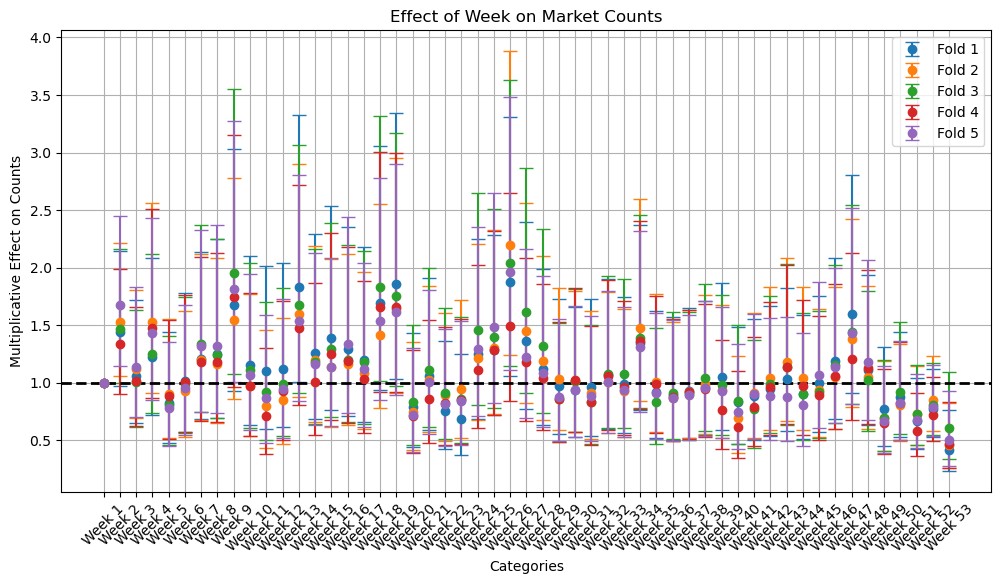 Effect of Week on Market Counts
Multiplicative Effect on Counts
4.0
3.5
3.0
2.5
2.0
1.5
1.0
0.5
Fold 1
Fold 2
Fold 3
Fold 4
Fold 5
Week 1
Week 2
Week 3
Week 4
Week 5
Week 6
Week 7
Week 8
Week 9
Week 10
Week 11
Week 12
Week 13
Week 14
Week 15
Week 16
Week 17
Week 18
Week 19
Week 20
Week 21
Week 22
Week 23
Week 24
Week 25
Week 26
Week 27
Week 28
Week 29
Week 30
Week 31
Week 32
Week 33
Week 34
Week 35
Week 36
Week 37
Week 38
Week 39
Week 40
Week 41
Week 42
Week 43
Week 44
Week 45
Week 46
Week 47
Week 48
Week 49
Week 50
Week 51
Week 52
Week 53
Categories